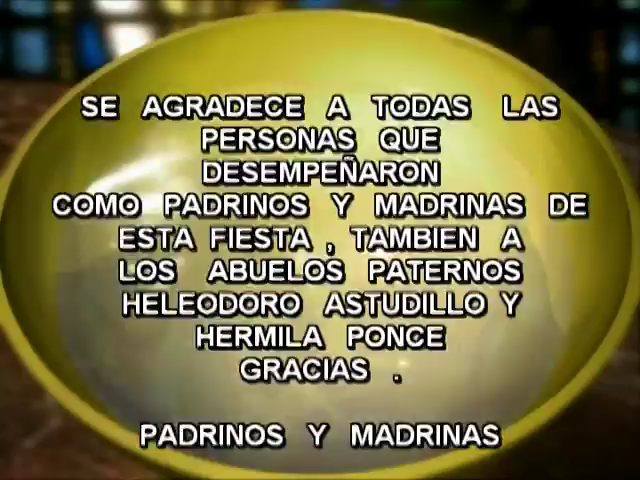 SE AGRADECE A TODAS LAS
PERSONAS QUE
DESEMPEÑARON
COMO PADRINOS Y MADRINAS DE
ESTA FIESTA , TAMBIEN A
LOS ABUELOS PATERNOS
HELEODORO ASTUDILLO Y
HERMILA PONCE
GRACIAS .
PADRINOS Y MADRINAS